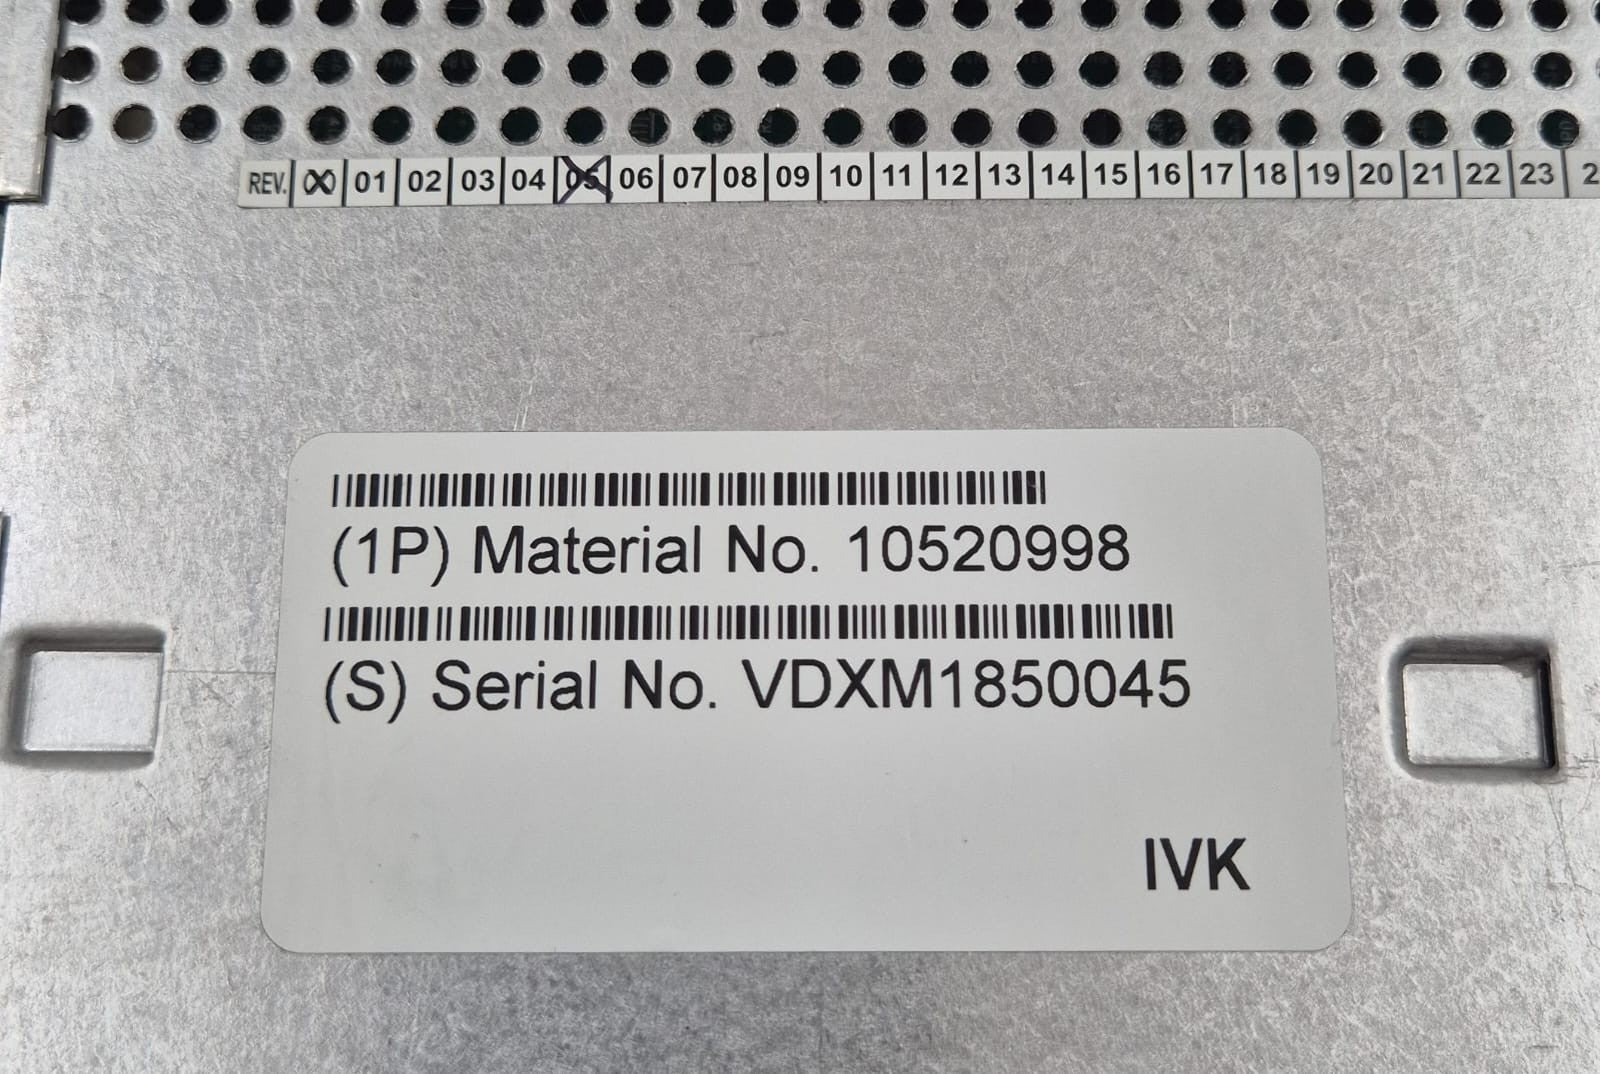 REV. 00 01 02 03 04 05 06 07 08 09 10 11 12 13 14 15 16 17 18 19 20 21 22 23
(1P) Material No. 10520998
(S) Serial No. VDXM1850045
IVK